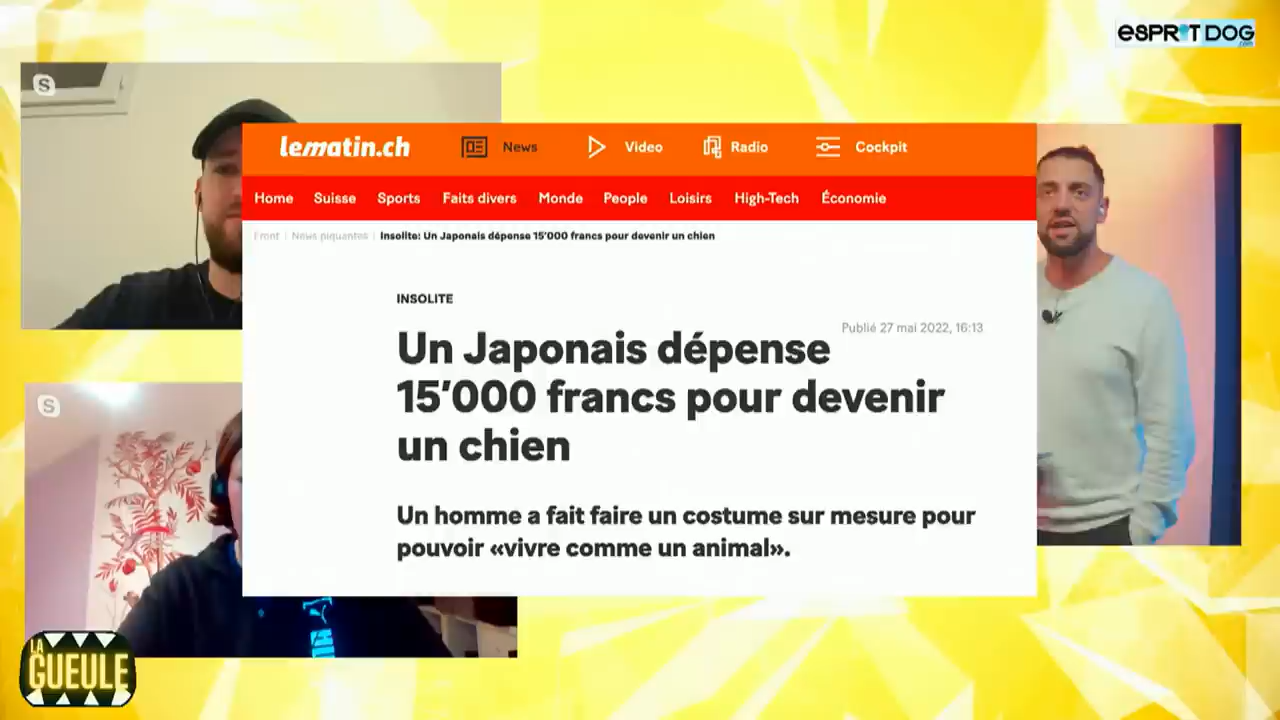 ESPRIT DOG
.com
lematin.ch
News
Video
Radio
Cockpit
Home
Suisse
Sports
Faits divers
Monde
People
Loisirs
High-Tech
Économie
Front | News piquantes | Insolite: Un Japonais dépense 15'000 francs pour devenir un chien
INSOLITE
Publié 27 mai 2022, 16:13
Un Japonais dépense
15’000 francs pour devenir
un chien
Un homme a fait faire un costume sur mesure pour
pouvoir «vivre comme un animal».
LA
GUEULE